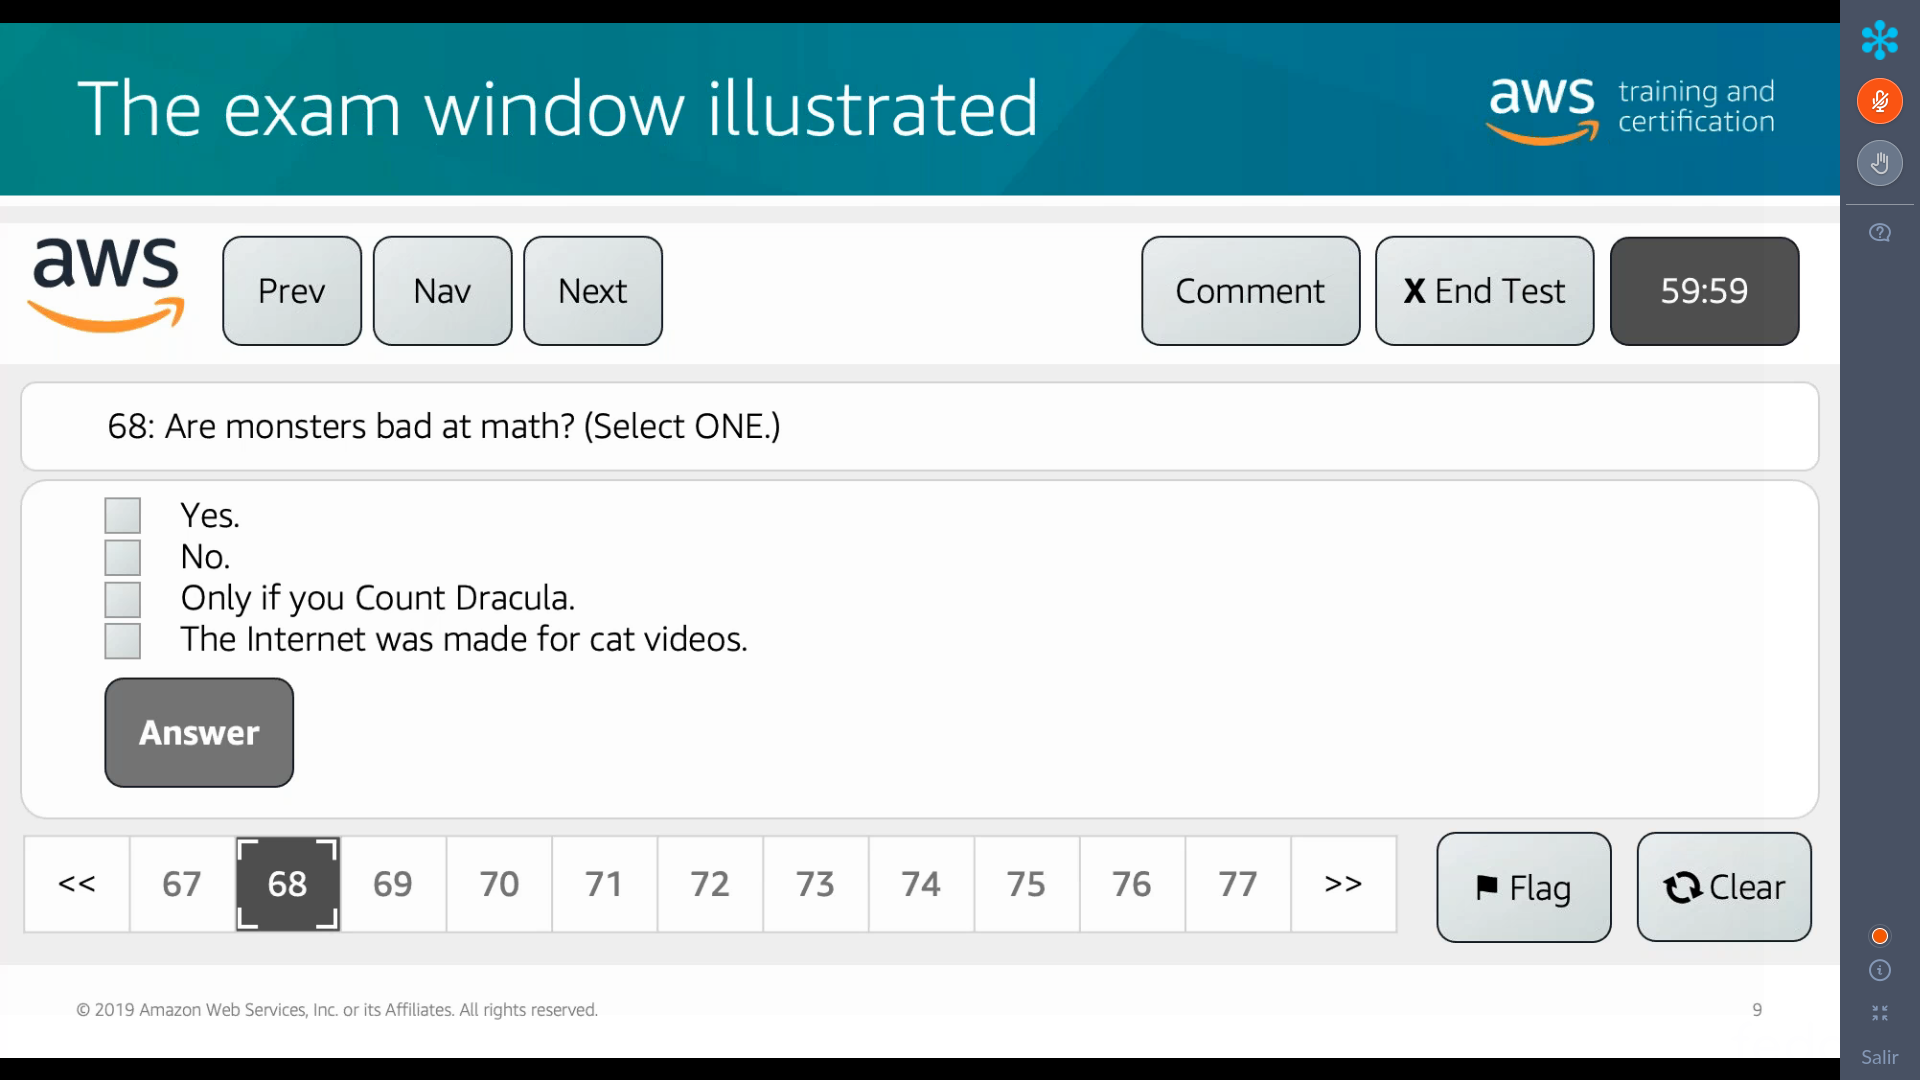 The exam window illustrated
aws training and certification
aws
Prev
Nav
Next
Comment
X End Test
59:59
68: Are monsters bad at math? (Select ONE.)
Yes.
No.
Only if you Count Dracula.
The Internet was made for cat videos.
Answer
<< 67 68 69 70 71 72 73 74 75 76 77 >>
Flag
Clear
© 2019 Amazon Web Services, Inc. or its Affiliates. All rights reserved.
9
Salir